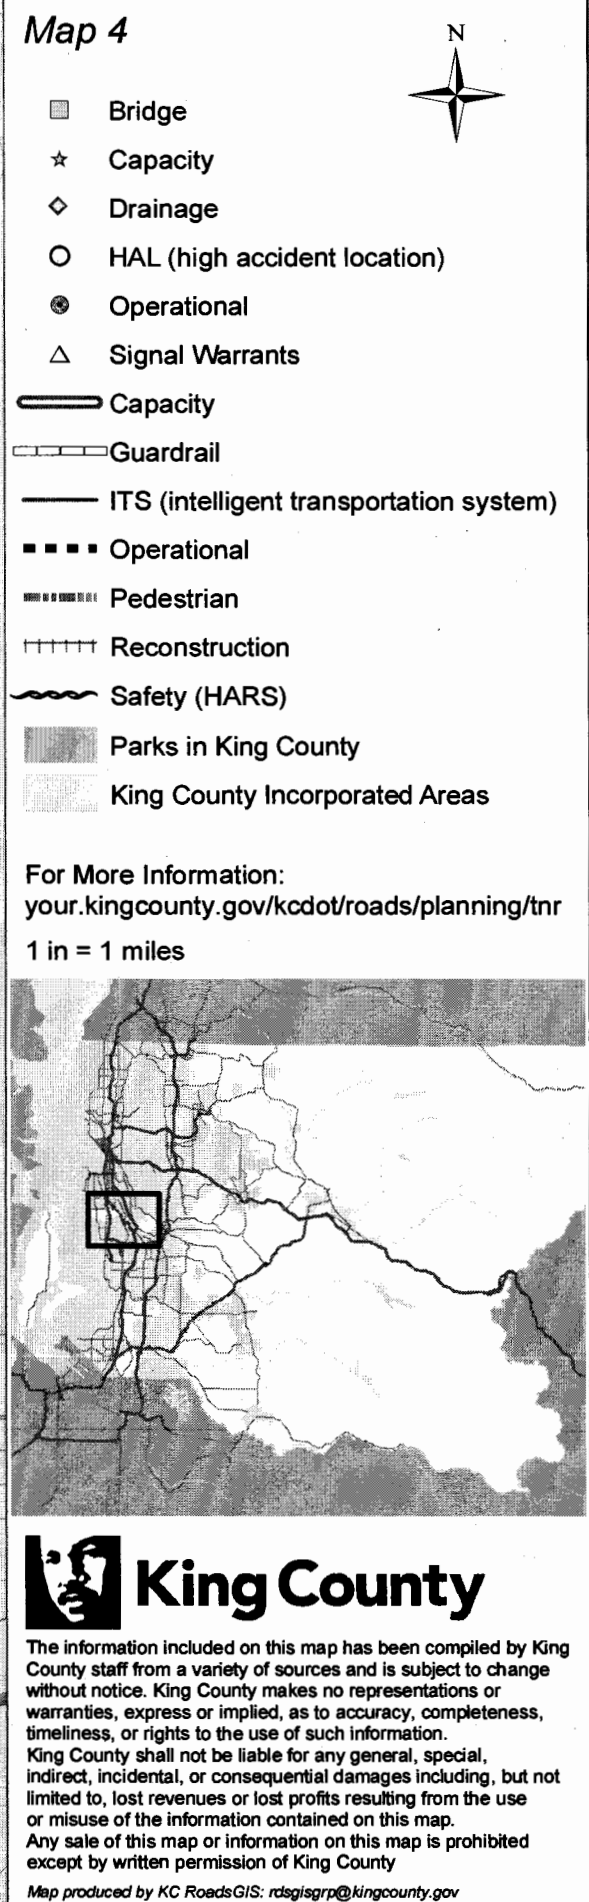 Map 4
N
Bridge
Capacity
Drainage
HAL (high accident location)
Operational
Signal Warrants
Capacity
Guardrail
ITS (intelligent transportation system)
Operational
Pedestrian
Reconstruction
Safety (HARS)
Parks in King County
King County Incorporated Areas
For More Information:
your.kingcounty.gov/kcdot/roads/planning/tnr
1 in = 1 miles
King County
The information included on this map has been compiled by King
County staff from a variety of sources and is subject to change
without notice. King County makes no representations or
warranties, express or implied, as to accuracy, completeness,
timeliness, or rights to the use of such information.
King County shall not be liable for any general, special,
indirect, incidental, or consequential damages including, but not
limited to, lost revenues or lost profits resulting from the use
or misuse of the information contained on this map.
Any sale of this map or information on this map is prohibited
except by written permission of King County
Map produced by KC RoadsGIS: rdsgisgrp@kingcounty.gov